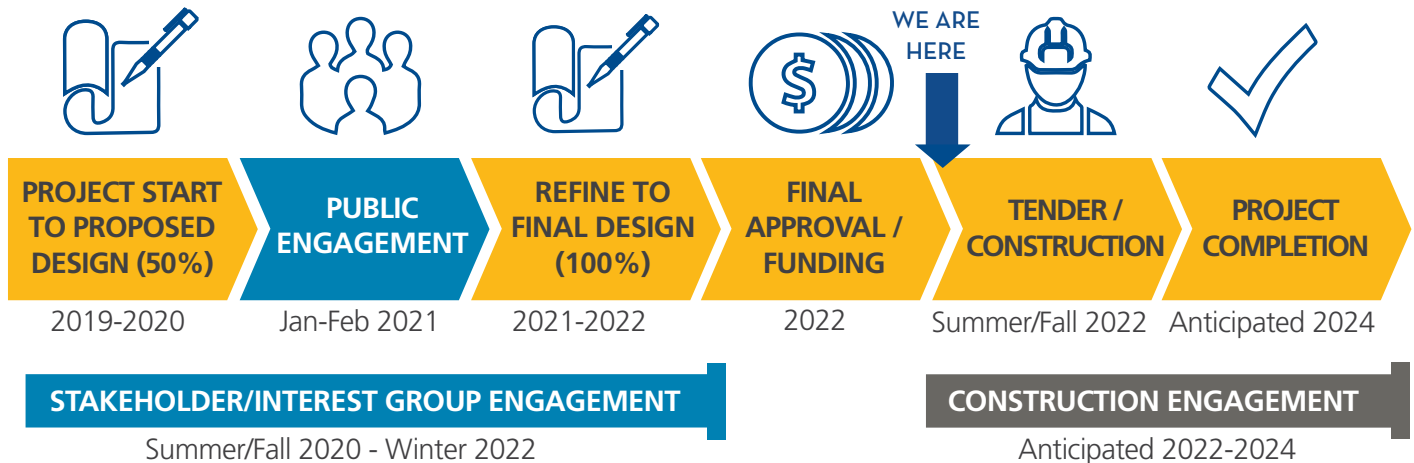 WE ARE
HERE
$
PROJECT START
TO PROPOSED
DESIGN (50%)
PUBLIC
ENGAGEMENT
REFINE TO
FINAL DESIGN
(100%)
FINAL
APPROVAL /
FUNDING
TENDER /
CONSTRUCTION
PROJECT
COMPLETION
2019-2020
Jan-Feb 2021
2021-2022
2022
Summer/Fall 2022
Anticipated 2024
STAKEHOLDER/INTEREST GROUP ENGAGEMENT
Summer/Fall 2020 - Winter 2022
CONSTRUCTION ENGAGEMENT
Anticipated 2022-2024